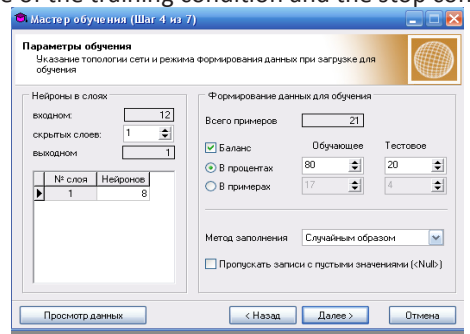 e of the training condition and the stop con
Мастер обучения (Шаг 4 из 7)
Параметры обучения
Указание топологии сети и режима формирования данных при загрузке для
обучения
Нейроны в слоях
входном: 12
скрытых слоев: 1
выходном 1
№ слоя Нейронов
1 8
Формирование данных для обучения
Всего примеров 21
Баланс Обучающее Тестовое
В процентах 80 20
В примерах 17 4
Метод заполнения Случайным образом
Пропускать записи с пустыми значениями (<Null>)
Просмотр данных < Назад Далее > Отмена